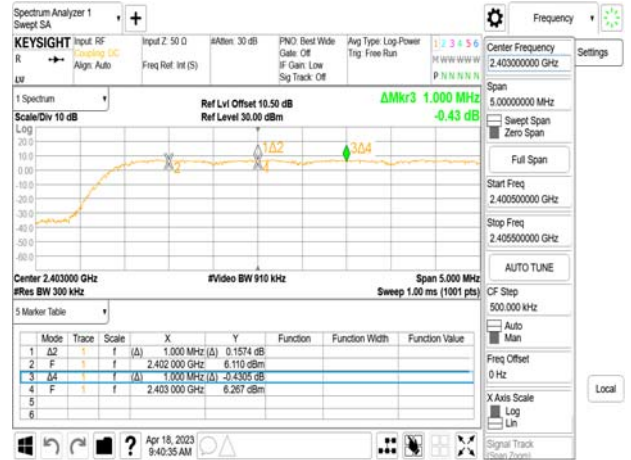 Spectrum Analyzer 1
Swept SA
+
Frequency
KEYSIGHT
Input: RF
Coupling: DC
Align: Auto
Input Z: 50 Ω
Freq Ref: Int (S)
#Atten: 30 dB
PNO: Best Wide
Gate: Off
IF Gain: Low
Sig Track: Off
Avg Type: Log-Power
Trig: Free Run
1 2 3 4 5 6
M W W W W W
P N N N N N
R
Center Frequency
2.403000000 GHz
Settings
Span
5.00000000 MHz
Swept Span
Zero Span
Full Span
Start Freq
2.400500000 GHz
Stop Freq
2.405500000 GHz
AUTO TUNE
CF Step
500.000 kHz
Auto
Man
Freq Offset
0 Hz
X Axis Scale
Log
Lin
Signal Track
(Span Zoom)
Local
1 Spectrum
Scale/Div 10 dB
Ref Lvl Offset 10.50 dB
Ref Level 30.00 dBm
ΔMkr3 1.000 MHz
-0.43 dB
Log
20.0
10.0
0.00
-10.0
-20.0
-30.0
-40.0
-50.0
-60.0
1Δ2
3Δ4
2
4
Center 2.403000 GHz
#Res BW 300 kHz
#Video BW 910 kHz
Span 5.000 MHz
Sweep 1.00 ms (1001 pts)
5 Marker Table
Mode Trace Scale X Y Function Function Width Function Value
1 Δ2 1 f (Δ) 1.000 MHz (Δ) 0.1574 dB
2 F 1 f 2.402 000 GHz 6.110 dBm
3 Δ4 1 f (Δ) 1.000 MHz (Δ) -0.4305 dB
4 F 1 f 2.403 000 GHz 6.267 dBm
5
6
?
Apr 18, 2023
9:40:35 AM